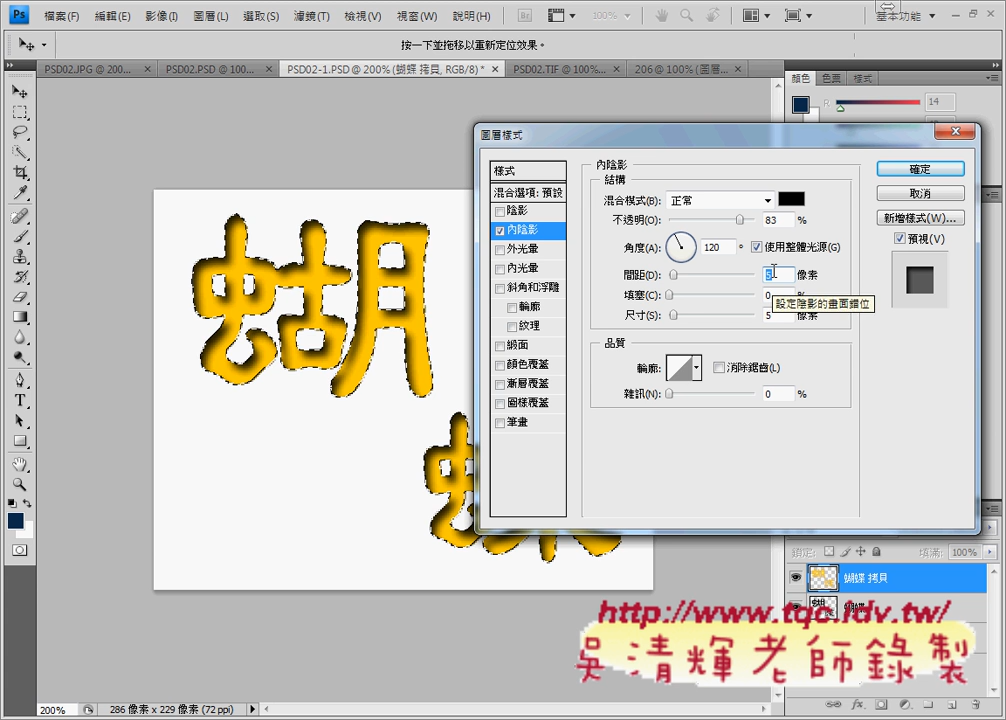 Ps 檔案(F) 編輯(E) 影像(I) 圖層(L) 選取(S) 濾鏡(T) 檢視(V) 視窗(W) 說明(H) Br 100% 基本功能
按一下並拖移以重新定位效果。
PSD02.JPG @ 200... × PSD02.PSD @ 100... × PSD02-1.PSD @ 200% (蝴蝶 拷貝, RGB/8) * × PSD02.TIF @ 100%... × 206 @ 100% (圖層... ×
顏色 色票 樣式
R 14
圖層樣式
樣式
混合選項: 預設
陰影
內陰影
外光暈
內光暈
斜角和浮雕
輪廓
紋理
緞面
顏色覆蓋
漸層覆蓋
圖樣覆蓋
筆畫
內陰影
結構
混合模式(B): 正常
不透明(O): 83 %
角度(A): 120 ° 使用整體光源(G)
間距(D): 5 像素
填塞(C): 0
設定陰影的畫面錯位
尺寸(S): 5 像素
品質
輪廓: 消除鋸齒(L)
雜訊(N): 0 %
確定
取消
新增樣式(W)...
預視(V)
蝴
鎖定: 填滿: 100%
蝴蝶 拷貝
蝴蝶
http://www.tqc.idv.tw/
吳清輝老師錄製
200% 286 像素 x 229 像素 (72 ppi)